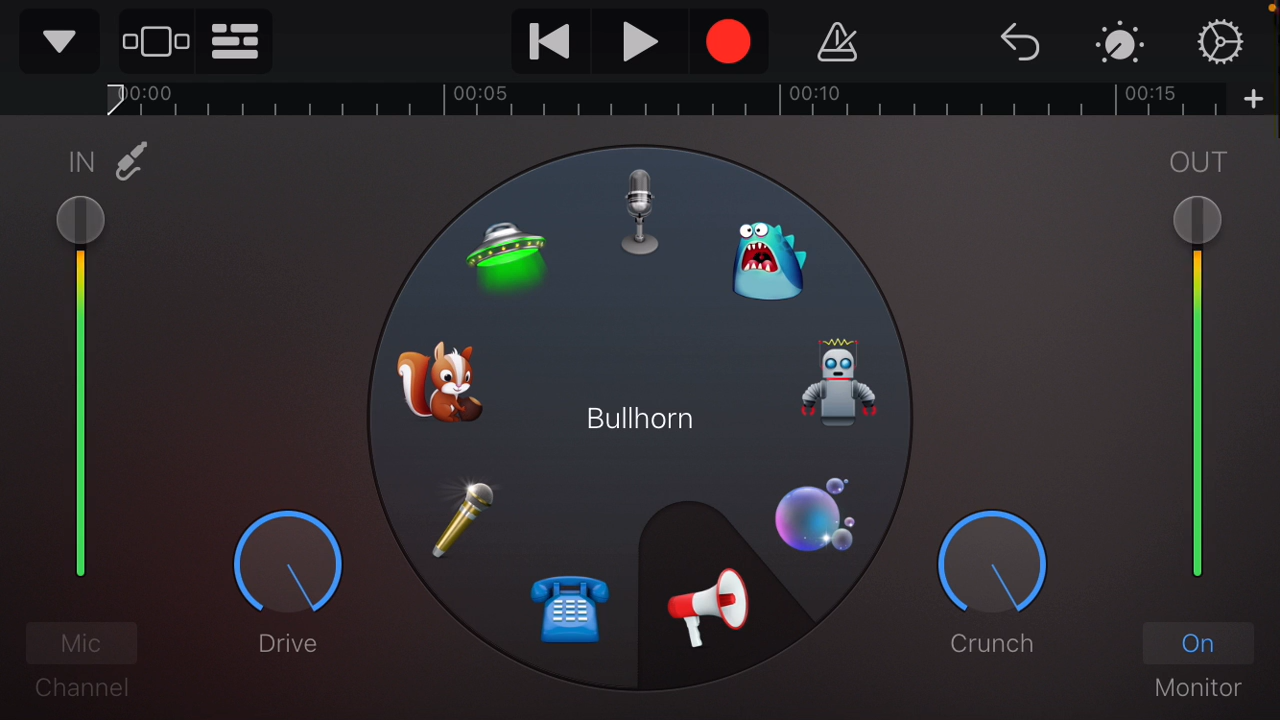 00:00
00:05
00:10
00:15
IN
OUT
Bullhorn
Drive
Crunch
Mic
Channel
On
Monitor